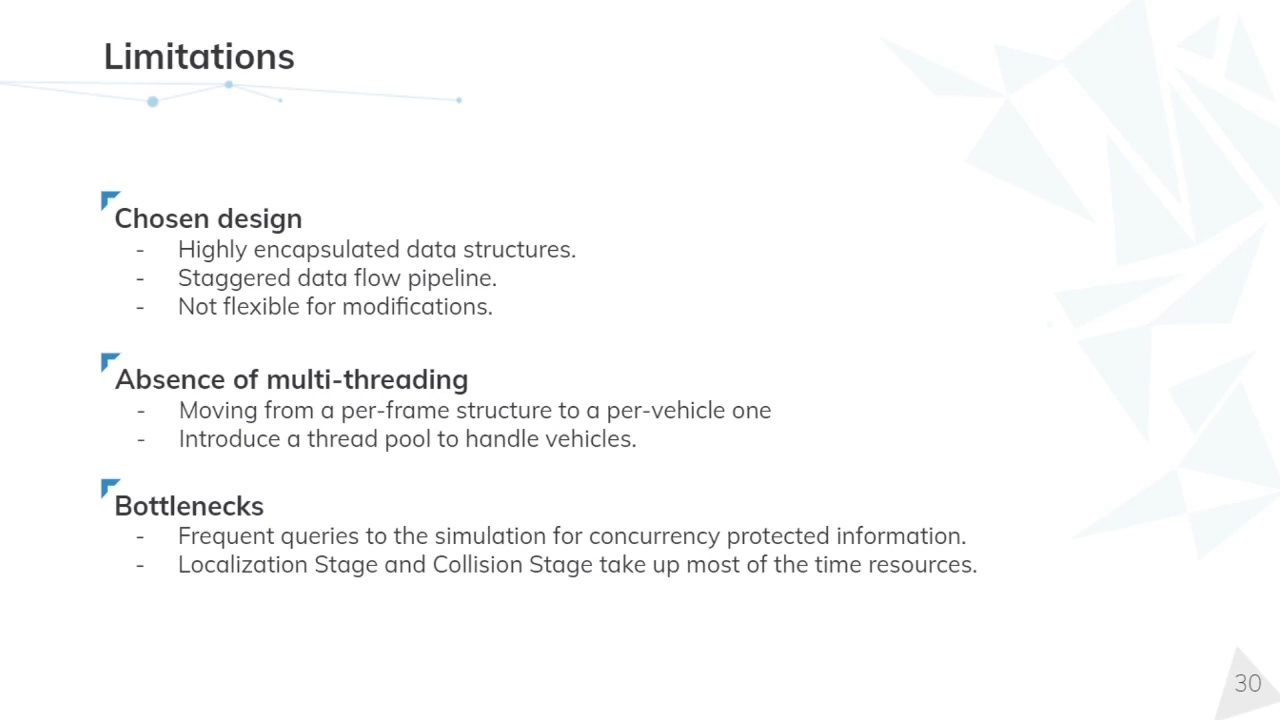 Limitations
Chosen design
- Highly encapsulated data structures.
- Staggered data flow pipeline.
- Not flexible for modifications.
Absence of multi-threading
- Moving from a per-frame structure to a per-vehicle one
- Introduce a thread pool to handle vehicles.
Bottlenecks
- Frequent queries to the simulation for concurrency protected information.
- Localization Stage and Collision Stage take up most of the time resources.
30